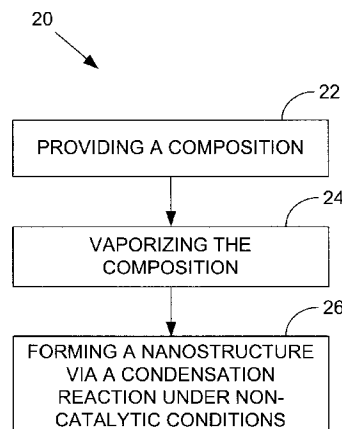 20
22
PROVIDING A COMPOSITION
24
VAPORIZING THE
COMPOSITION
26
FORMING A NANOSTRUCTURE
VIA A CONDENSATION
REACTION UNDER NON-
CATALYTIC CONDITIONS